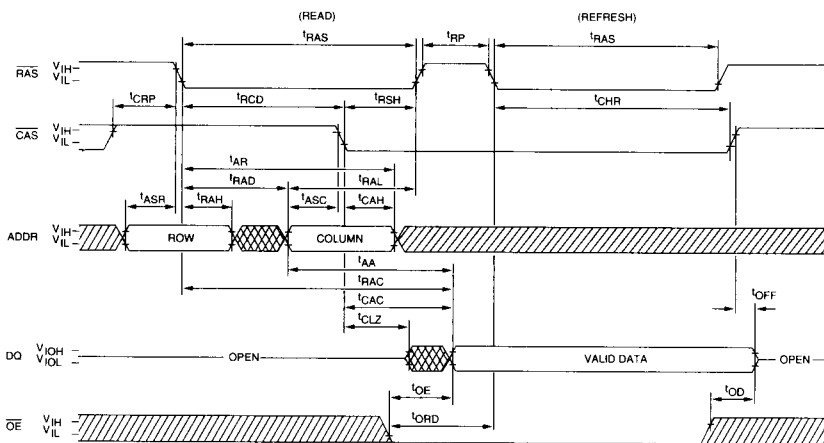 (READ) (REFRESH)
tRAS tRP tRAS
RAS VIH VIL
tCRP tRCD tRSH tCHR
CAS VIH VIL
tAR
tRAD tRAL
tASR tRAH tASC tCAH
ADDR VIH VIL ROW COLUMN
tAA
tRAC
tCAC tOFF
tCLZ
DQ VIOH VIOL OPEN VALID DATA OPEN
tOE tOD
tORD
OE VIH VIL